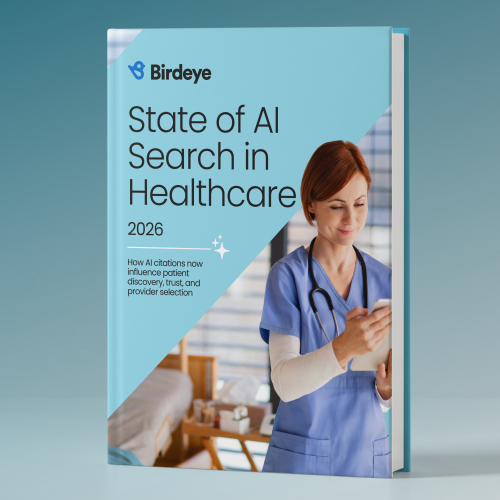 Birdeye
State of AI
Search in
Healthcare
2026
How AI citations now
influence patient
discovery, trust, and
provider selection